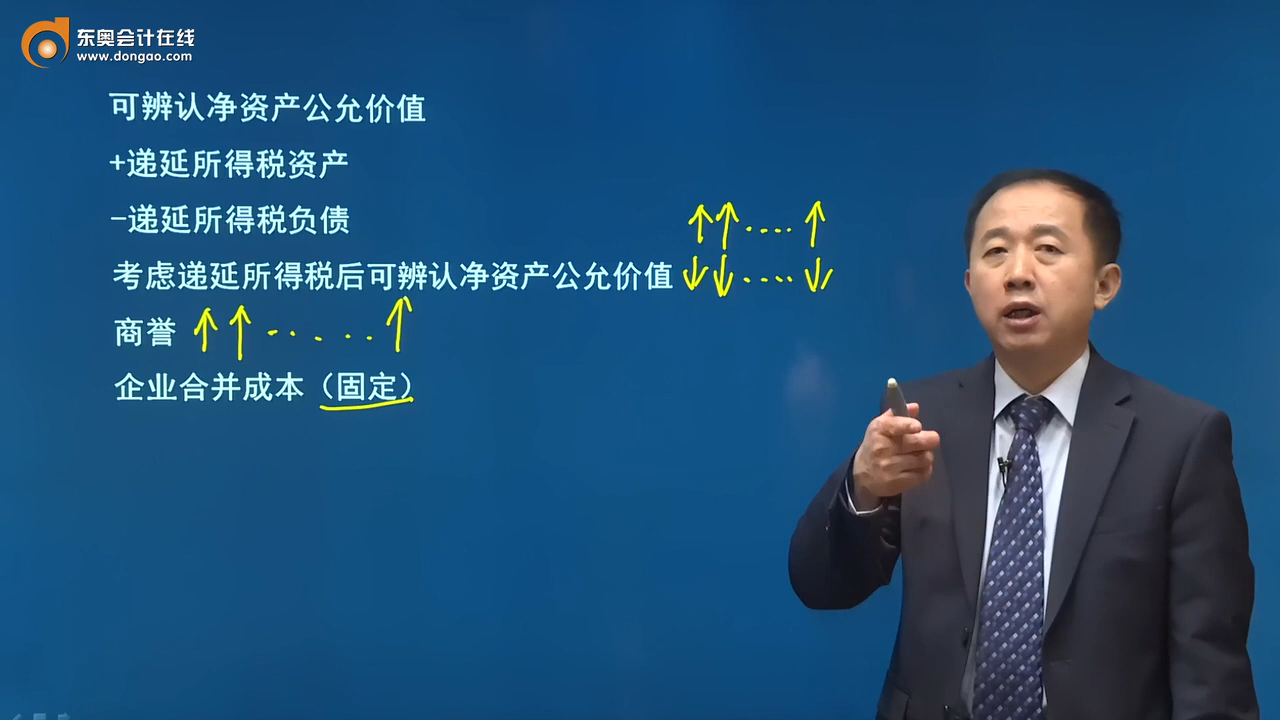 东奥会计在线
www.dongao.com
可辨认净资产公允价值
+递延所得税资产
-递延所得税负债
考虑递延所得税后可辨认净资产公允价值 ↑↑....↑
↓↓....↓
商誉 ↑↑.....↑
企业合并成本（固定）